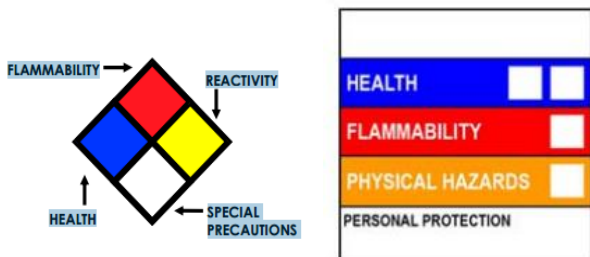 FLAMMABILITY
REACTIVITY
HEALTH
SPECIAL
PRECAUTIONS
HEALTH
FLAMMABILITY
PHYSICAL HAZARDS
PERSONAL PROTECTION